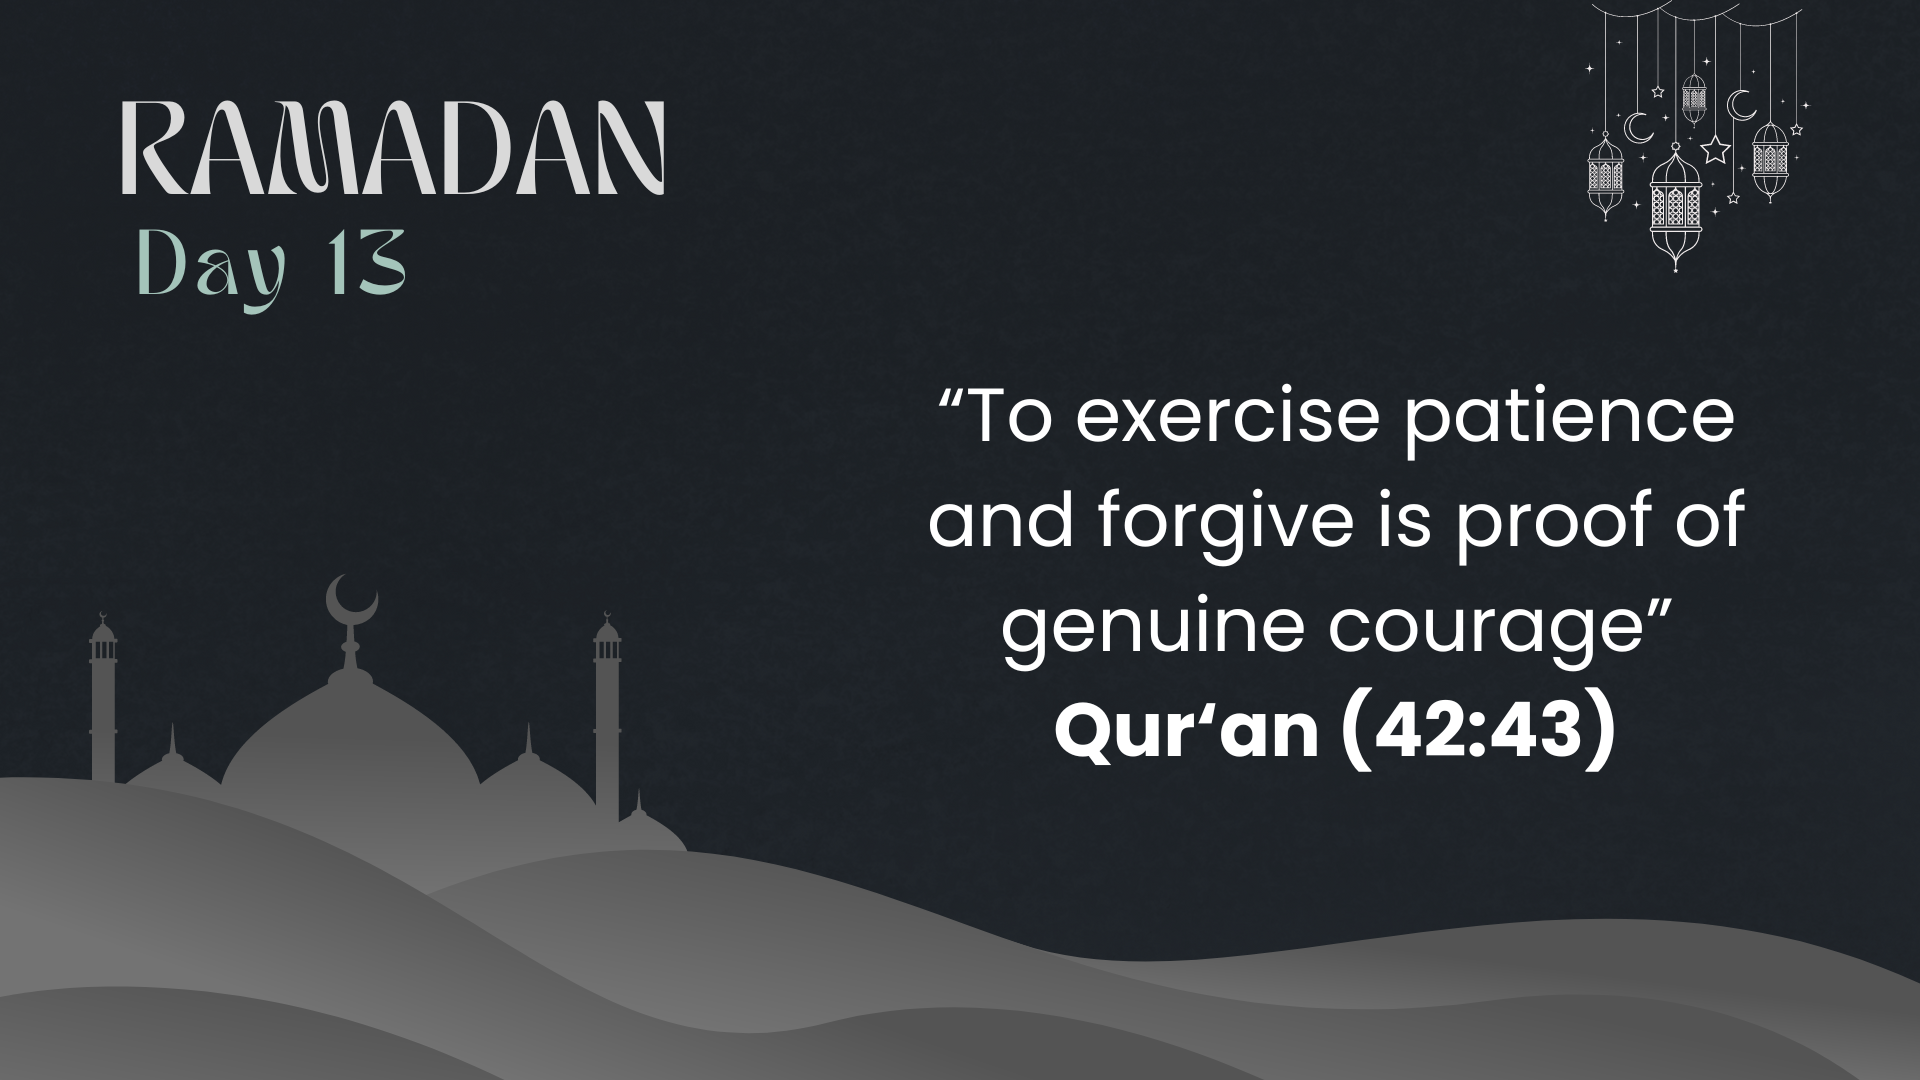 RAMADAN
Day 13
“To exercise patience
and forgive is proof of
genuine courage”
Qur‘an (42:43)